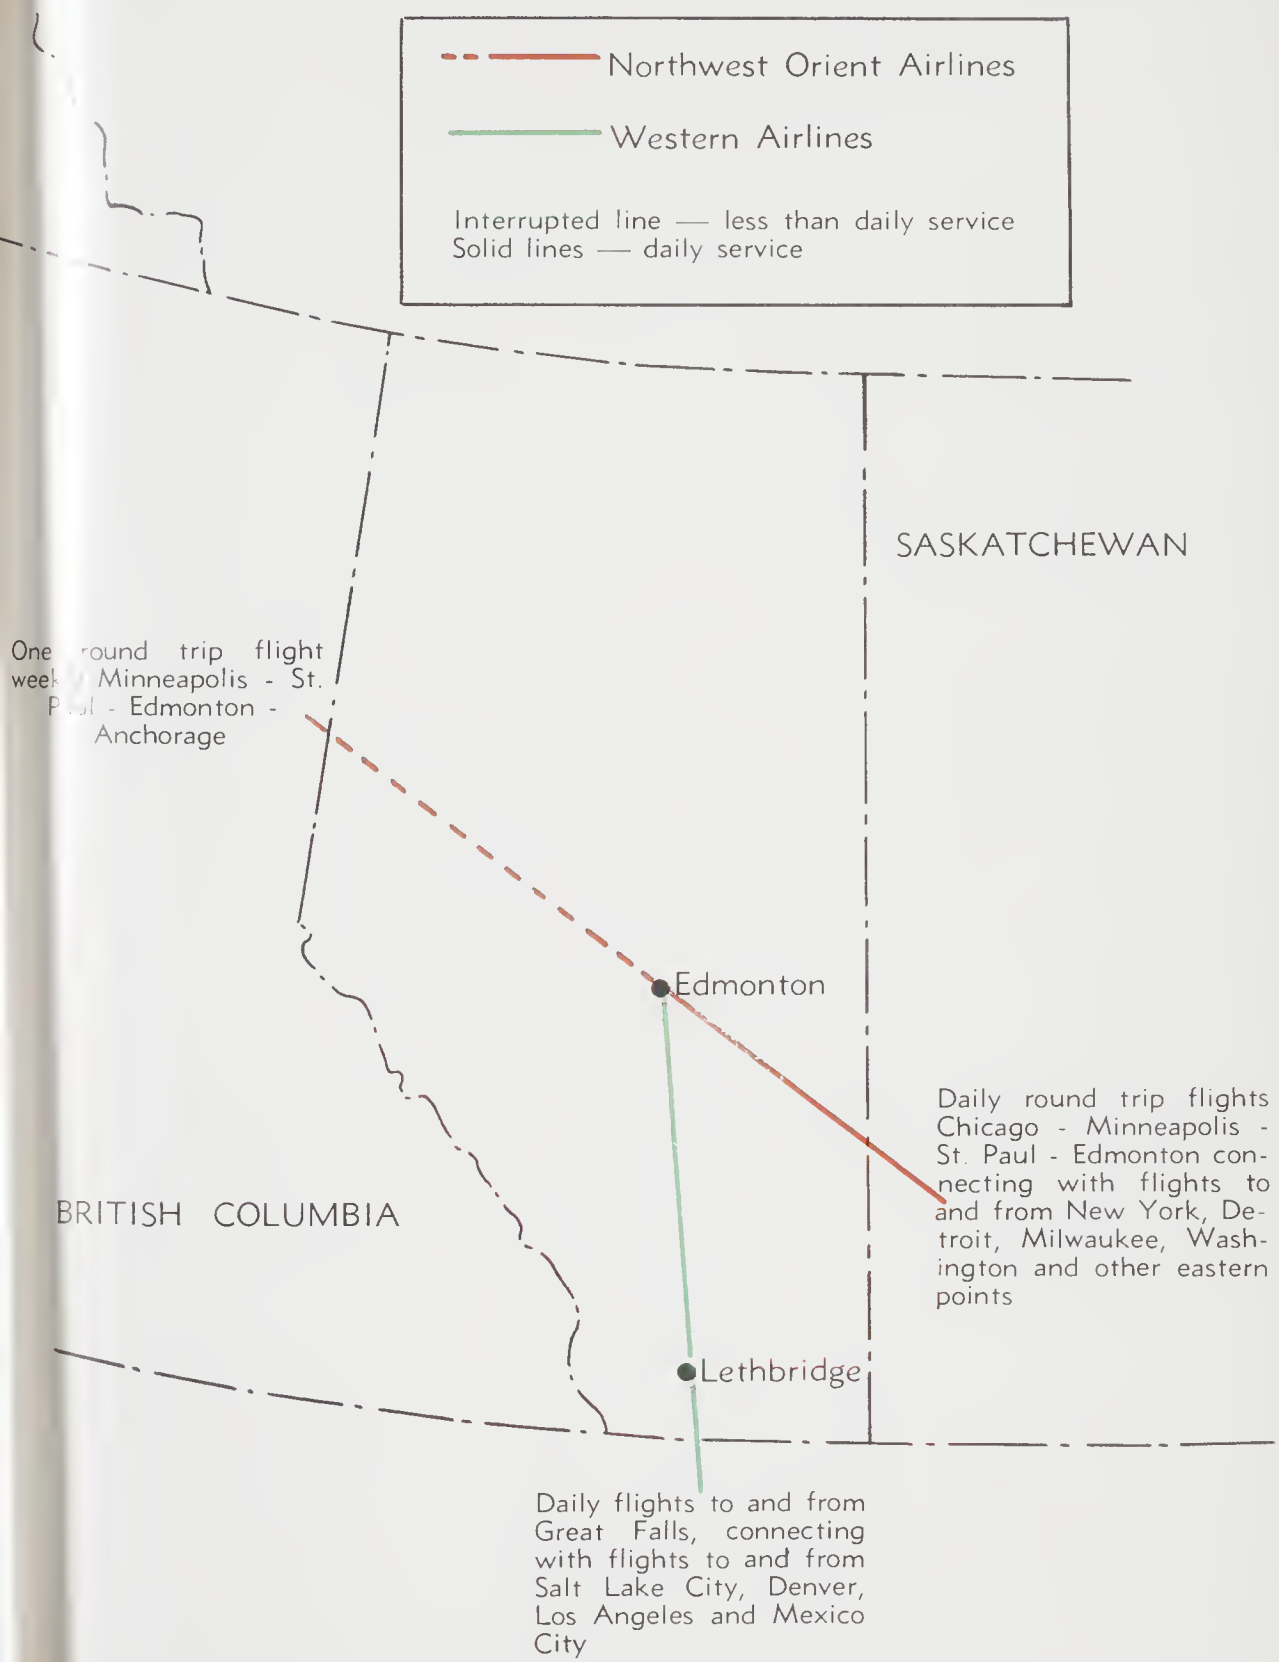 Northwest Orient Airlines
Western Airlines
Interrupted line — less than daily service
Solid lines — daily service
SASKATCHEWAN
One round trip flight
Minneapolis - St.
- Edmonton -
Anchorage
Edmonton
Daily round trip flights
Chicago - Minneapolis -
St. Paul - Edmonton con-
necting with flights to
and from New York, De-
troit, Milwaukee, Wash-
ington and other eastern
points
BRITISH COLUMBIA
Lethbridge
Daily flights to and from
Great Falls, connecting
with flights to and from
Salt Lake City, Denver,
Los Angeles and Mexico
City